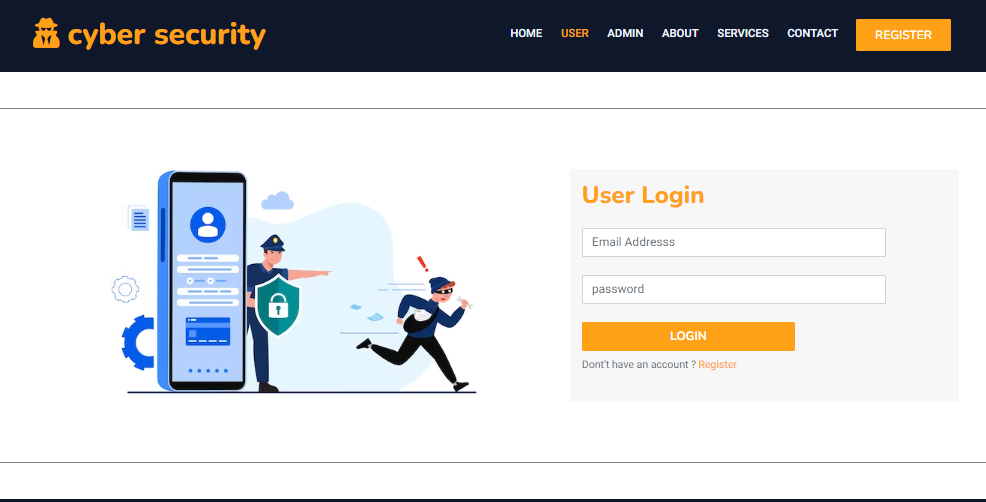 cyber security
HOME USER ADMIN ABOUT SERVICES CONTACT REGISTER
User Login
Email Addresss
password
LOGIN
Dont't have an account ? Register